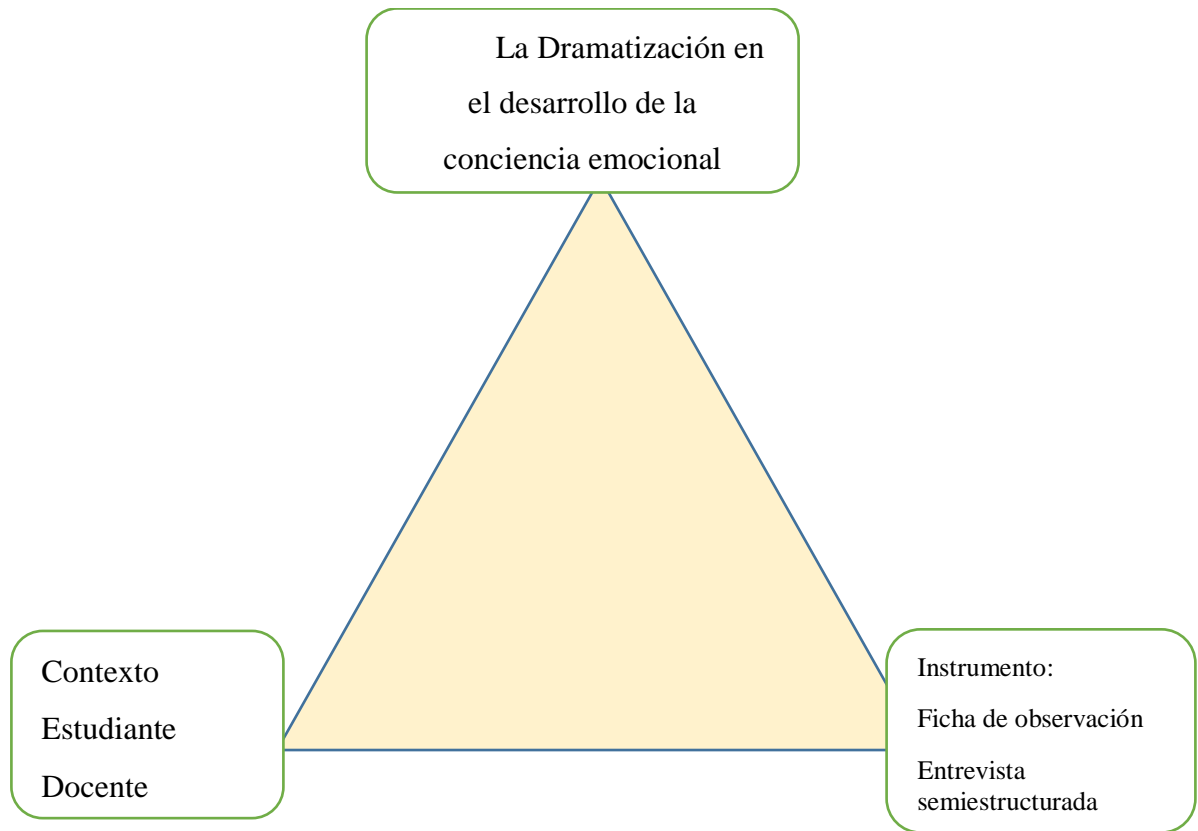 La Dramatización en
el desarrollo de la
conciencia emocional
Contexto
Estudiante
Docente
Instrumento:
Ficha de observación
Entrevista
semiestructurada